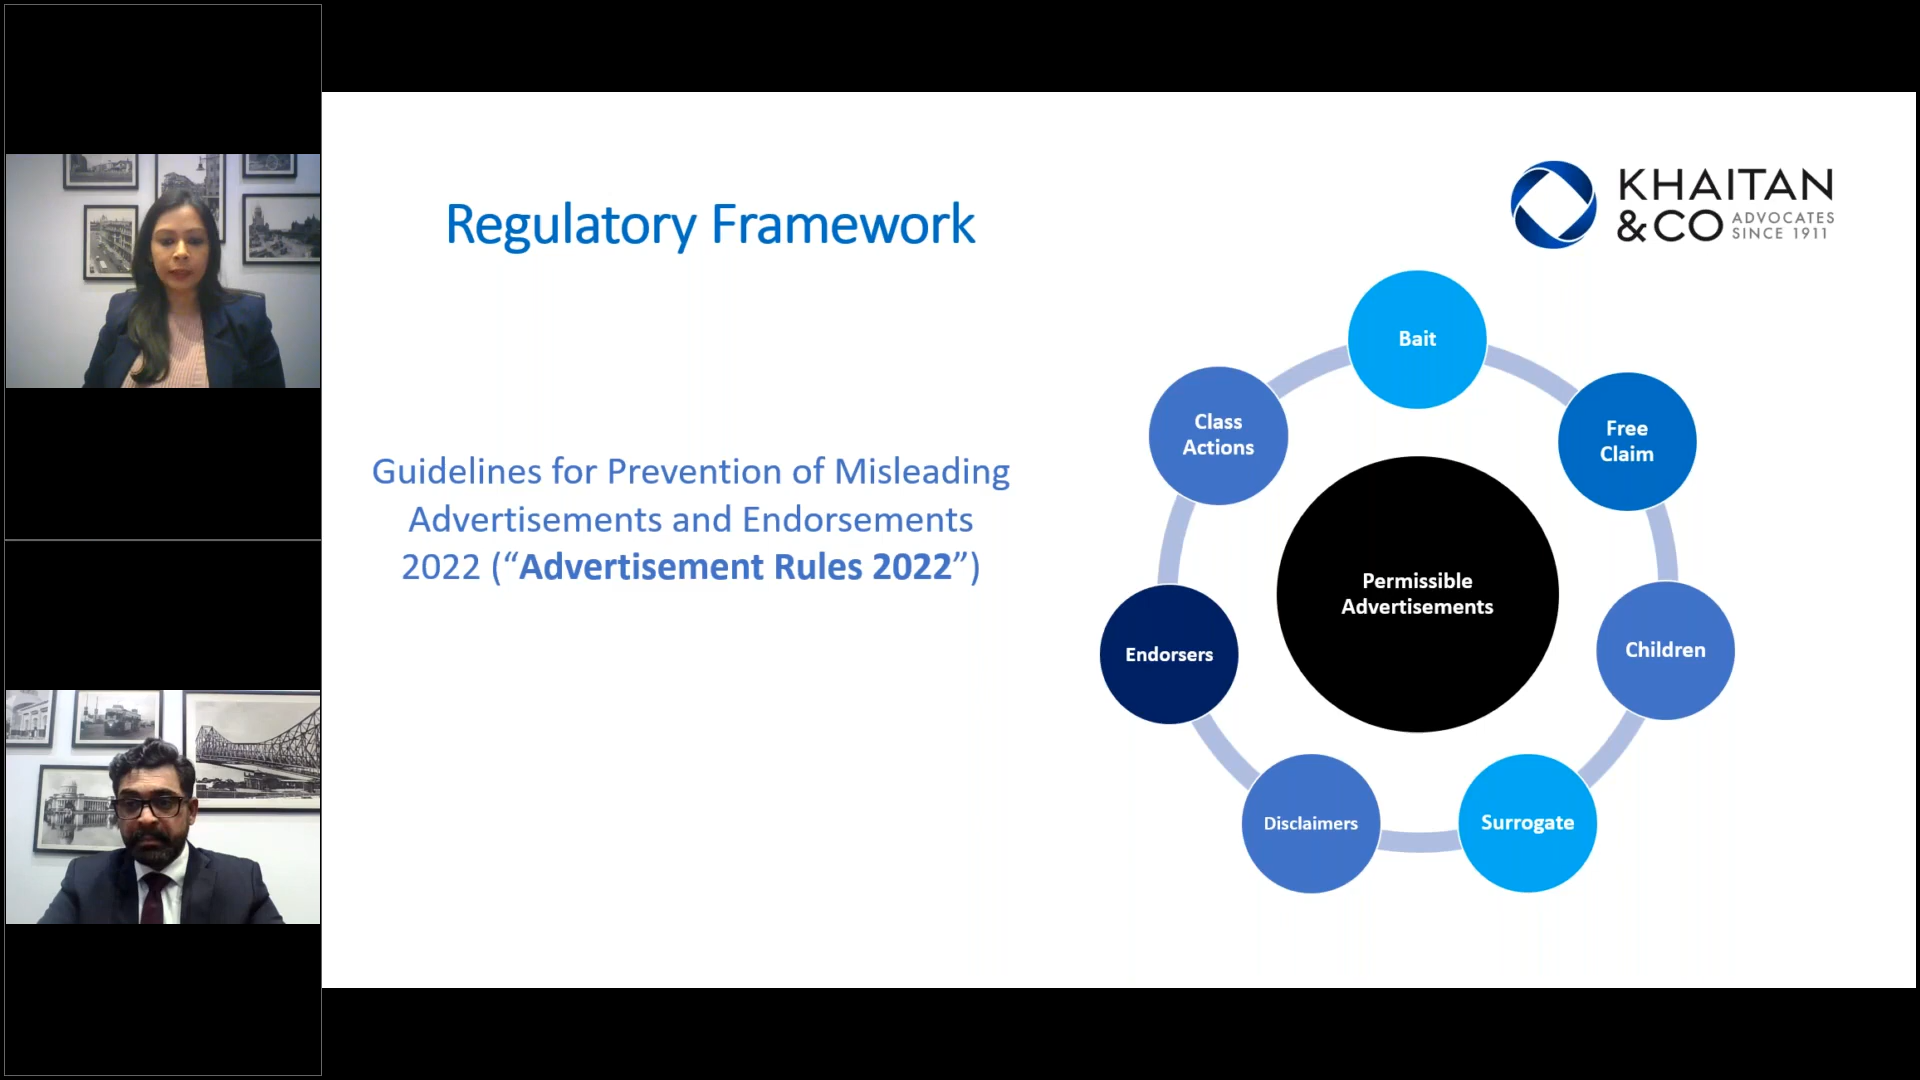 Regulatory Framework
KHAITAN
&CO ADVOCATES
SINCE 1911
Guidelines for Prevention of Misleading
Advertisements and Endorsements
2022 (“Advertisement Rules 2022”)
Bait
Free
Claim
Children
Surrogate
Disclaimers
Endorsers
Class
Actions
Permissible
Advertisements